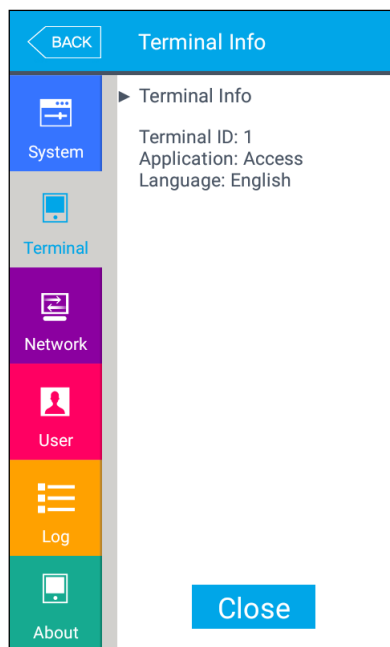 BACK
Terminal Info
System
Terminal
Network
User
Log
About
► Terminal Info
Terminal ID: 1
Application: Access
Language: English
Close